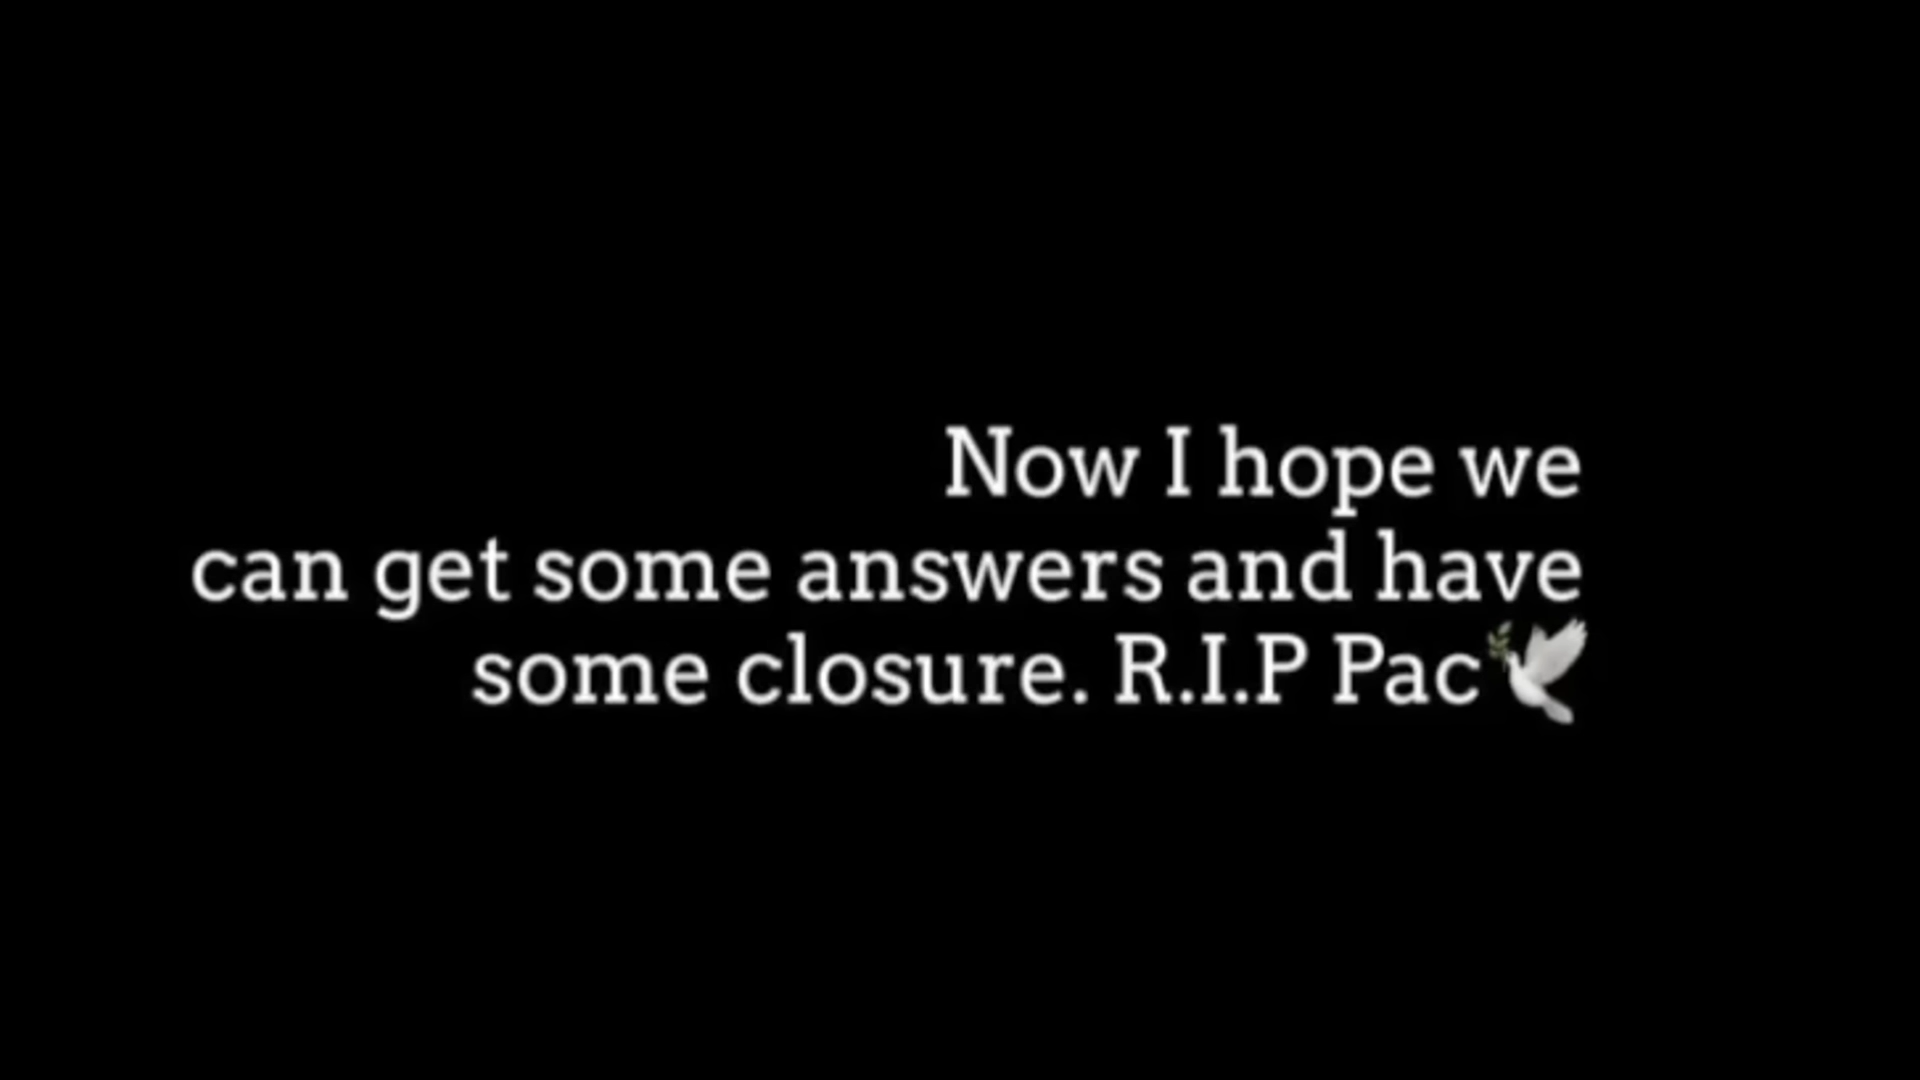 Now I hope we
can get some answers and have
some closure. R.I.P Pac🕊️